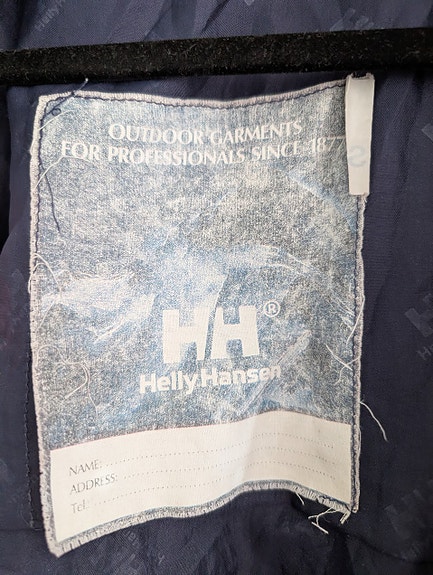 OUTDOOR GARMENTS
FOR PROFESSIONALS SINCE 1877
HH®
Helly Hansen
NAME:
ADDRESS:
Tel.